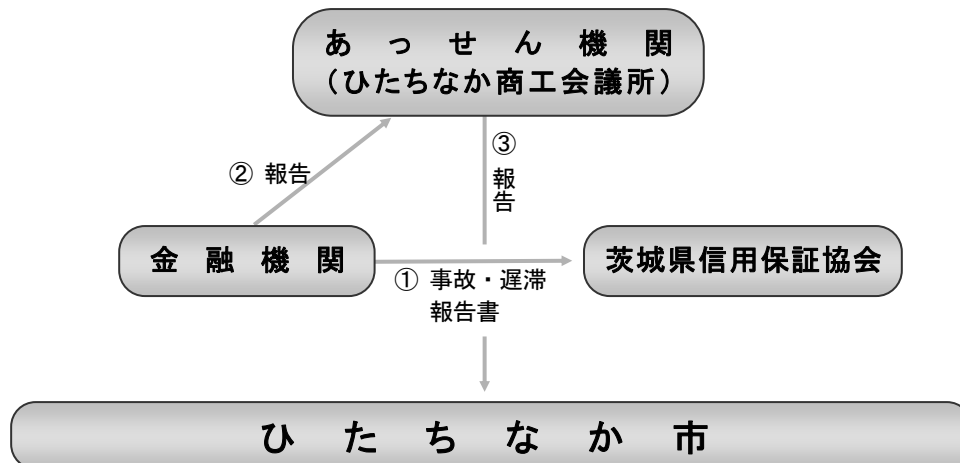 あっせん機関
（ひたちなか商工会議所）
② 報告
③
報告
金融機関
① 事故・遅滞
報告書
茨城県信用保証協会
ひたちなか市